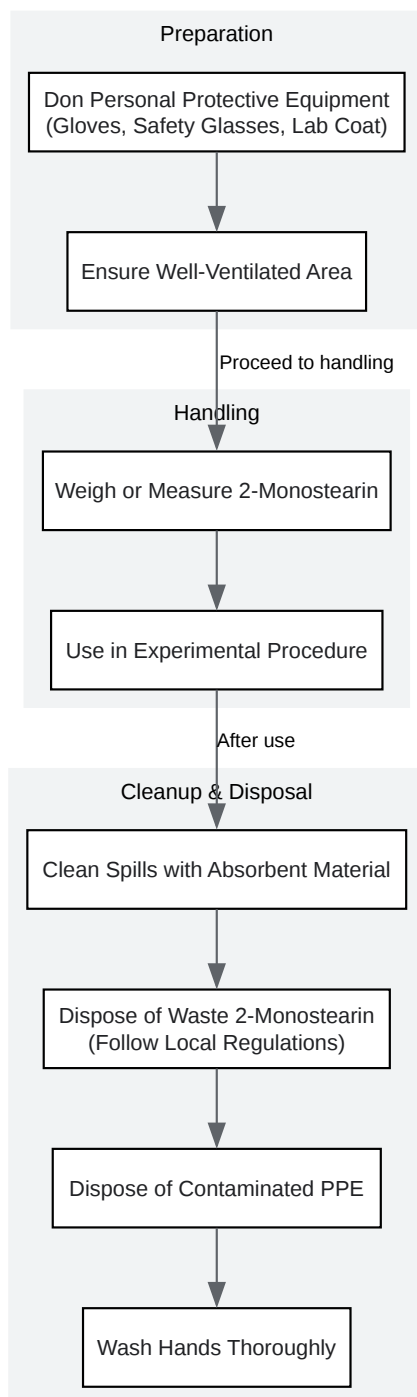 Preparation
Don Personal Protective Equipment
(Gloves, Safety Glasses, Lab Coat)
Ensure Well-Ventilated Area
Proceed to handling
Handling
Weigh or Measure 2-Monostearin
Use in Experimental Procedure
After use
Cleanup & Disposal
Clean Spills with Absorbent Material
Dispose of Waste 2-Monostearin
(Follow Local Regulations)
Dispose of Contaminated PPE
Wash Hands Thoroughly